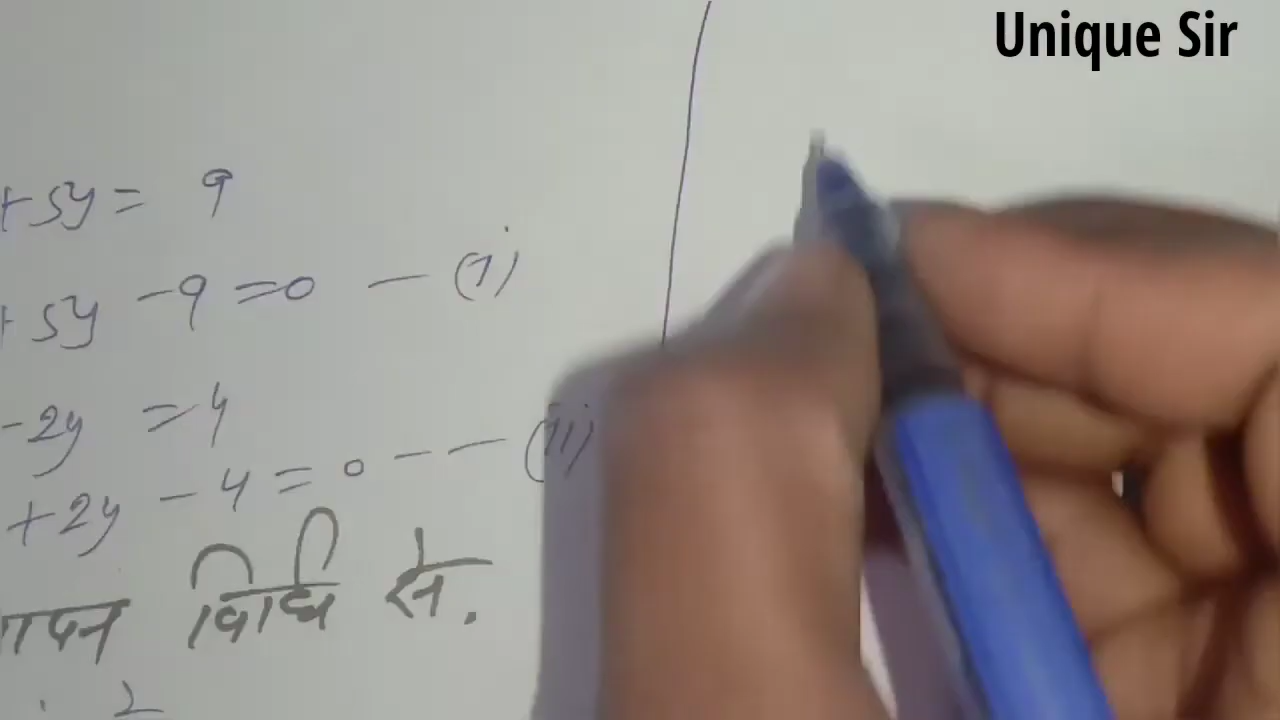 Unique Sir
+5y = 9
+5y -9 =0 — (i)
-2y =4
+2y -4 = 0 -— (ii)
विधि से.